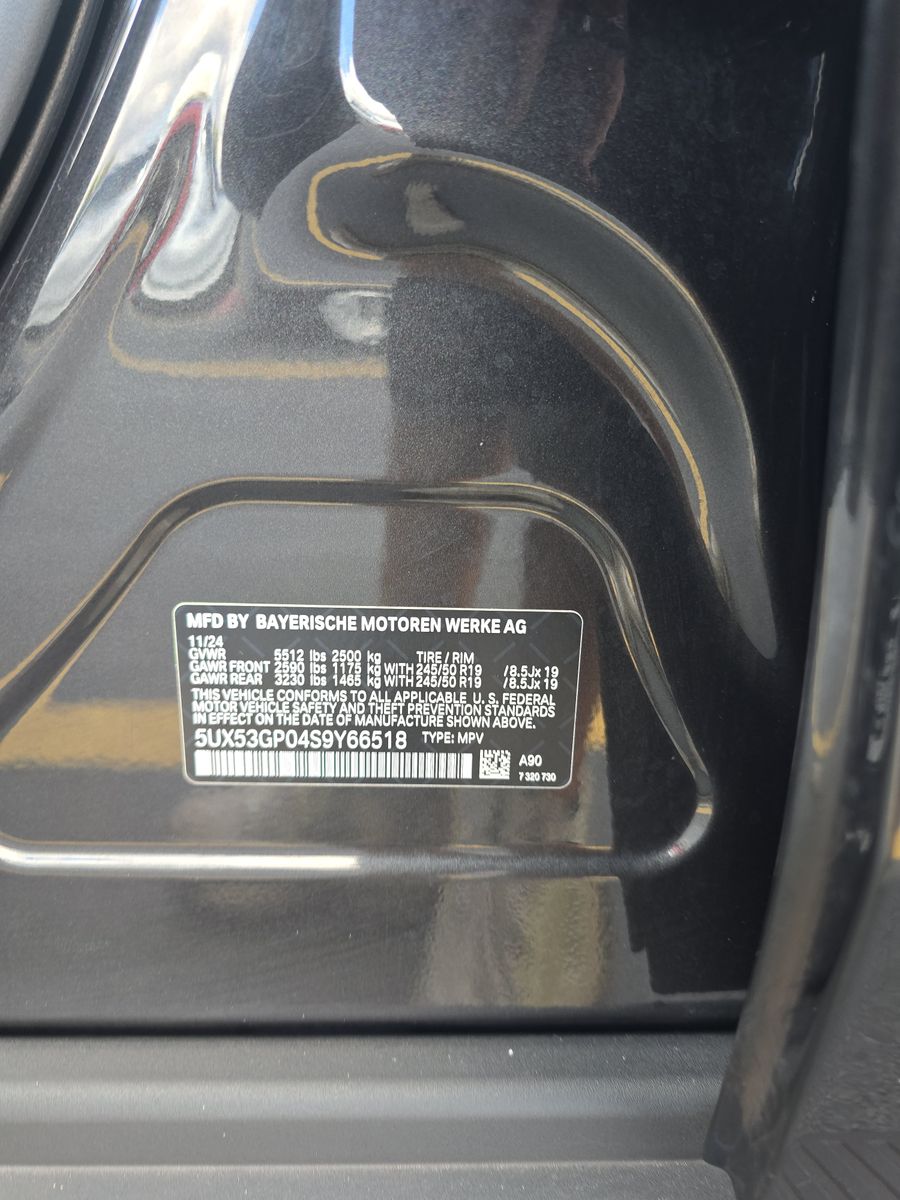 MFD BY BAYERISCHE MOTOREN WERKE AG
11/24
GVWR 5512 lbs 2500 kg TIRE / RIM
GAWR FRONT 2590 lbs 1175 kg WITH 245/50 R19 /8.5Jx 19
GAWR REAR 3230 lbs 1465 kg WITH 245/50 R19 /8.5Jx 19
THIS VEHICLE CONFORMS TO ALL APPLICABLE U. S. FEDERAL
MOTOR VEHICLE SAFETY AND THEFT PREVENTION STANDARDS
IN EFFECT ON THE DATE OF MANUFACTURE SHOWN ABOVE.
5UX53GP04S9Y66518 TYPE: MPV
A90
7 320 730